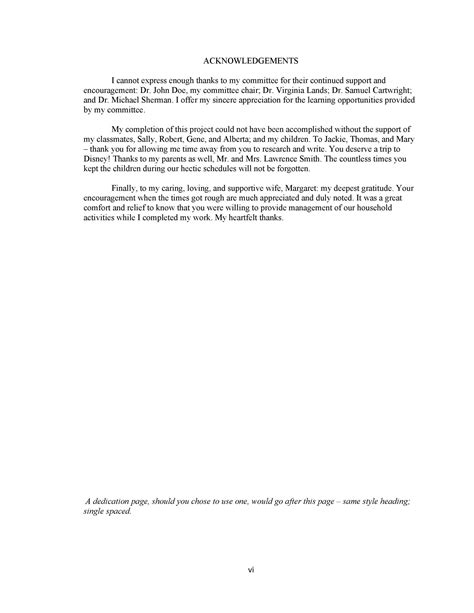 ACKNOWLEDGEMENTS
I cannot express enough thanks to my committee for their continued support and
encouragement: Dr. John Doe, my committee chair; Dr. Virginia Lands; Dr. Samuel Cartwright;
and Dr. Michael Sherman. I offer my sincere appreciation for the learning opportunities provided
by my committee.
My completion of this project could not have been accomplished without the support of
my classmates, Sally, Robert, Gene, and Alberta; and my children. To Jackie, Thomas, and Mary
– thank you for allowing me time away from you to research and write. You deserve a trip to
Disney! Thanks to my parents as well, Mr. and Mrs. Lawrence Smith. The countless times you
kept the children during our hectic schedules will not be forgotten.
Finally, to my caring, loving, and supportive wife, Margaret: my deepest gratitude. Your
encouragement when the times got rough are much appreciated and duly noted. It was a great
comfort and relief to know that you were willing to provide management of our household
activities while I completed my work. My heartfelt thanks.
A dedication page, should you chose to use one, would go after this page – same style heading;
single spaced.
vi